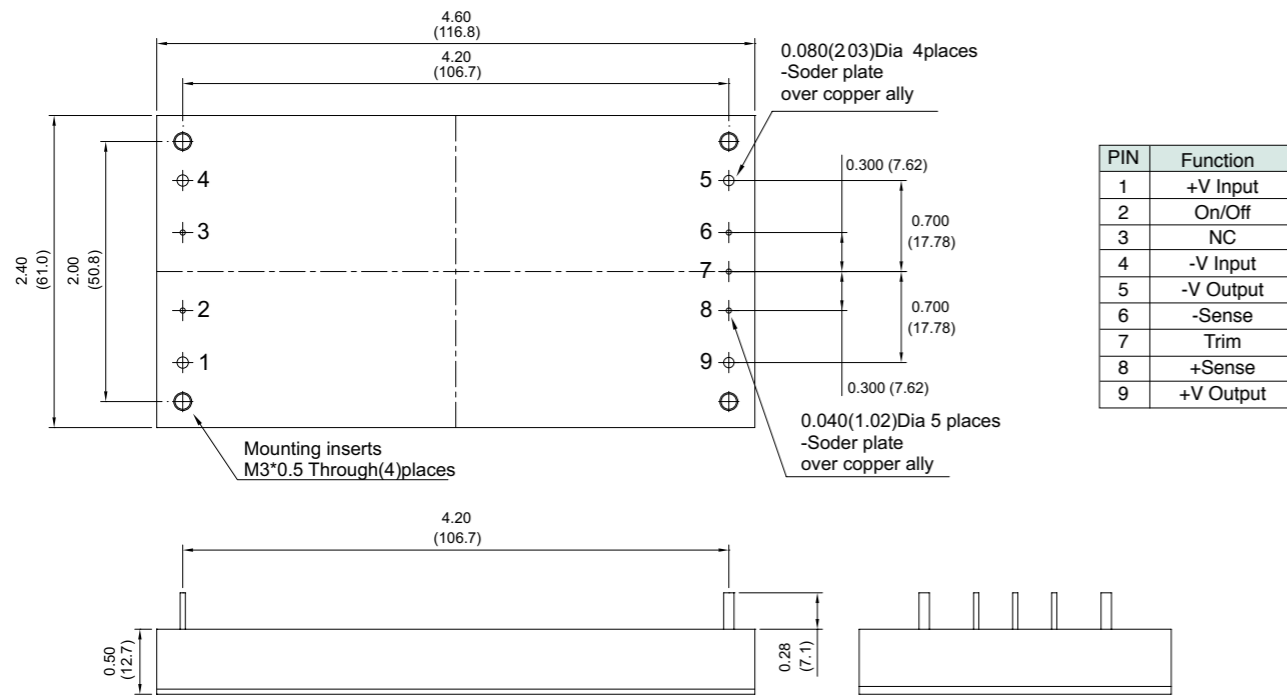 4.60
(116.8)
4.20
(106.7)
0.080(2.03)Dia 4places
-Soder plate
over copper ally
4
3
2
1
5
6
7
8
9
2.40
(61.0)
2.00
(50.8)
0.300 (7.62)
0.700
(17.78)
0.700
(17.78)
0.300 (7.62)
0.040(1.02)Dia 5 places
-Soder plate
over copper ally
Mounting inserts
M3*0.5 Through(4)places
PIN Function
1 +V Input
2 On/Off
3 NC
4 -V Input
5 -V Output
6 -Sense
7 Trim
8 +Sense
9 +V Output
4.20
(106.7)
0.50
(12.7)
0.28
(7.1)